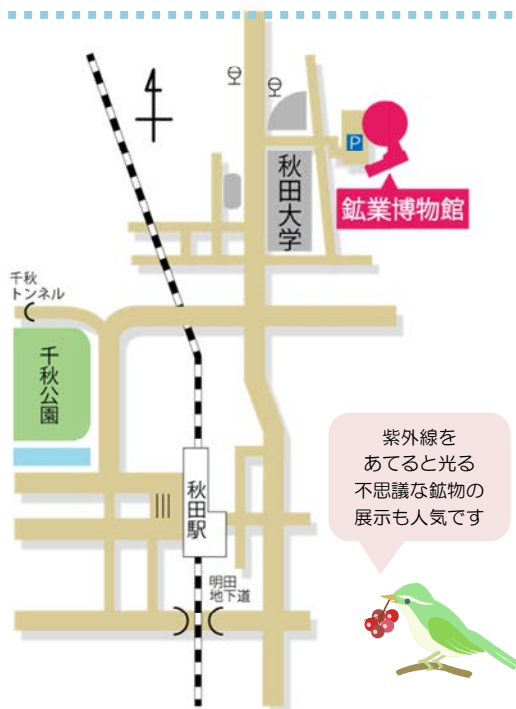 P
秋田大学
鉱業博物館
千秋
トンネル
千秋公園
紫外線を
あてると光る
不思議な鉱物の
展示も人気です
秋田駅
明田
地下道